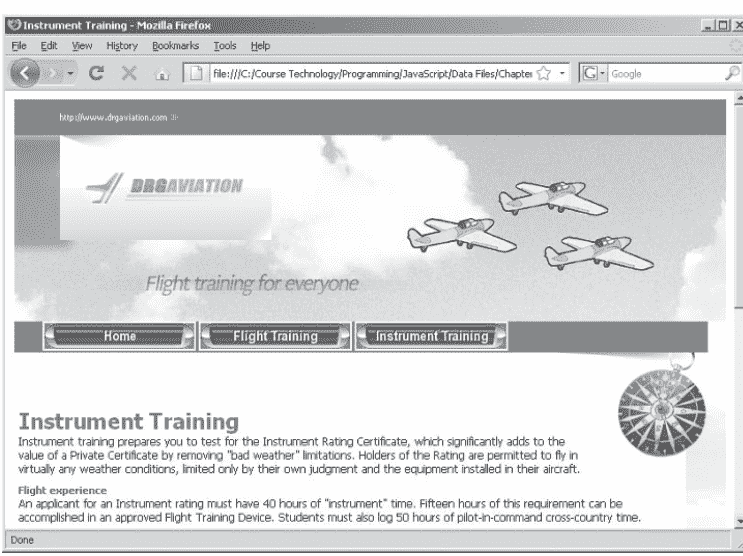 Instrument Training - Mozilla Firefox
File Edit View History Bookmarks Tools Help
file:///C:/Course Technology/Programming/JavaScript/Data Files/Chapter
Google
http://www.drgaviation.com
DRGAVIATION
Flight training for everyone
Home Flight Training Instrument Training
Instrument Training
Instrument training prepares you to test for the Instrument Rating Certificate, which significantly adds to the
value of a Private Certificate by removing "bad weather" limitations. Holders of the Rating are permitted to fly in
virtually any weather conditions, limited only by their own judgment and the equipment installed in their aircraft.
Flight experience
An applicant for an Instrument rating must have 40 hours of "instrument" time. Fifteen hours of this requirement can be
accomplished in an approved Flight Training Device. Students must also log 50 hours of pilot-in-command cross-country time.
Done